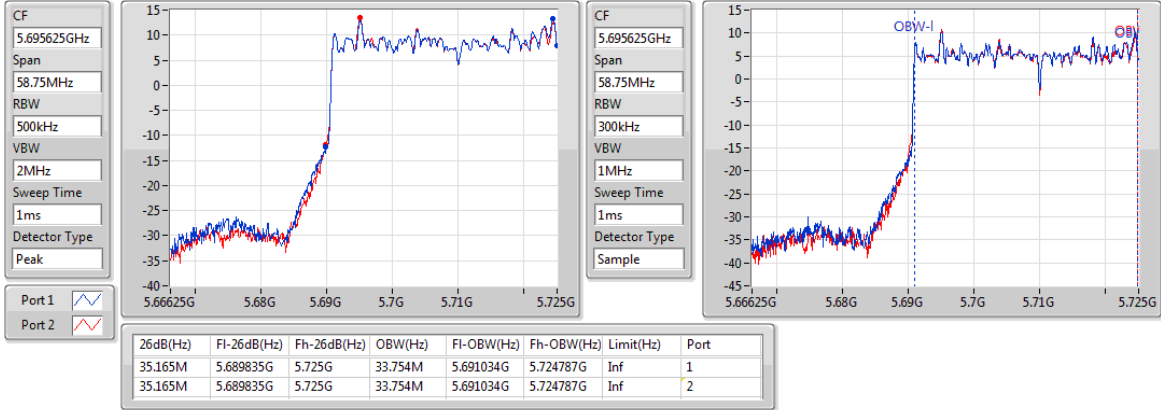 CF
5.695625GHz
Span
58.75MHz
RBW
500kHz
VBW
2MHz
Sweep Time
1ms
Detector Type
Peak
Port 1
Port 2
15
10
5
0
-5
-10
-15
-20
-25
-30
-35
-40
5.66625G 5.68G 5.69G 5.7G 5.71G 5.725G
CF
5.695625GHz
Span
58.75MHz
RBW
300kHz
VBW
1MHz
Sweep Time
1ms
Detector Type
Sample
15
10
5
0
-5
-10
-15
-20
-25
-30
-35
-40
-45
OBW-l
5.66625G 5.68G 5.69G 5.7G 5.71G 5.725G
26dB(Hz) Fl-26dB(Hz) Fh-26dB(Hz) OBW(Hz) Fl-OBW(Hz) Fh-OBW(Hz) Limit(Hz) Port
35.165M 5.689835G 5.725G 33.754M 5.691034G 5.724787G Inf 1
35.165M 5.689835G 5.725G 33.754M 5.691034G 5.724787G Inf 2